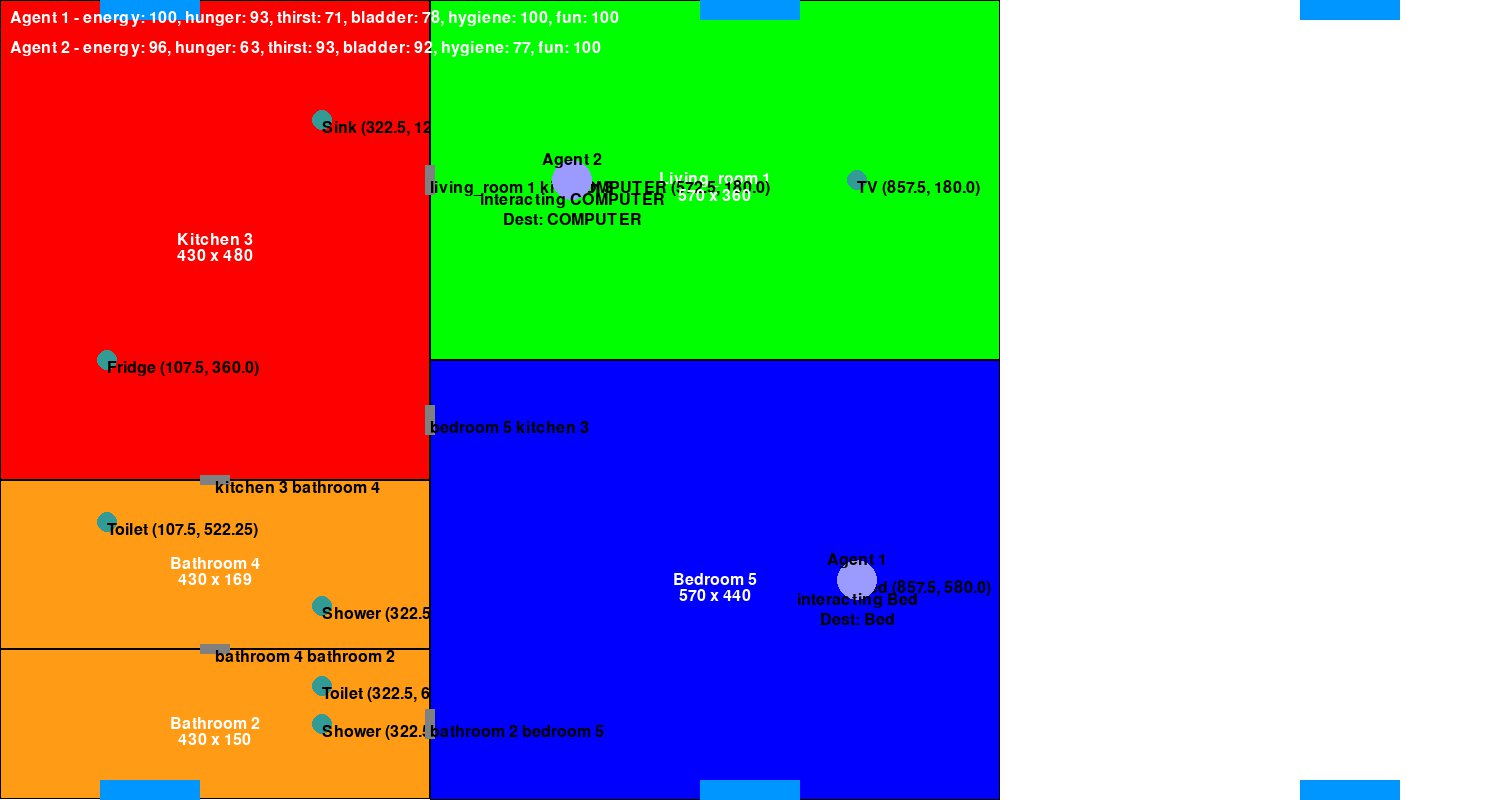 Agent 1 - energy: 100, hunger: 93, thirst: 71, bladder: 78, hygiene: 100, fun: 100
Agent 2 - energy: 96, hunger: 63, thirst: 93, bladder: 92, hygiene: 77, fun: 100
Sink (322.5, 12
Agent 2
living_room 1 ki
OMPUTER (572.5, 180.0)
Living_room 1
570 x 360
TV (857.5, 180.0)
Interacting COMPUTER
Dest: COMPUTER
Kitchen 3
430 x 480
Fridge (107.5, 360.0)
bedroom 5 kitchen 3
kitchen 3 bathroom 4
Toilet (107.5, 522.25)
Bathroom 4
430 x 169
Shower (322.5
Agent 1
d (857.5, 580.0)
Bedroom 5
570 x 440
interacting Bed
Dest: Bed
bathroom 4 bathroom 2
Toilet (322.5, 6
Bathroom 2
430 x 150
Shower (322.5
bathroom 2 bedroom 5